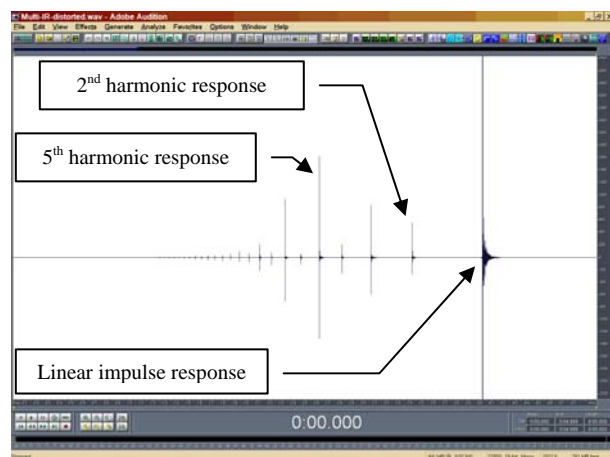 Multi-IR-distorted.wav - Adobe Audition
File Edit View Effects Generate Analyze Favorites Options Window Help
2nd harmonic response
5th harmonic response
Linear impulse response
0:00.000